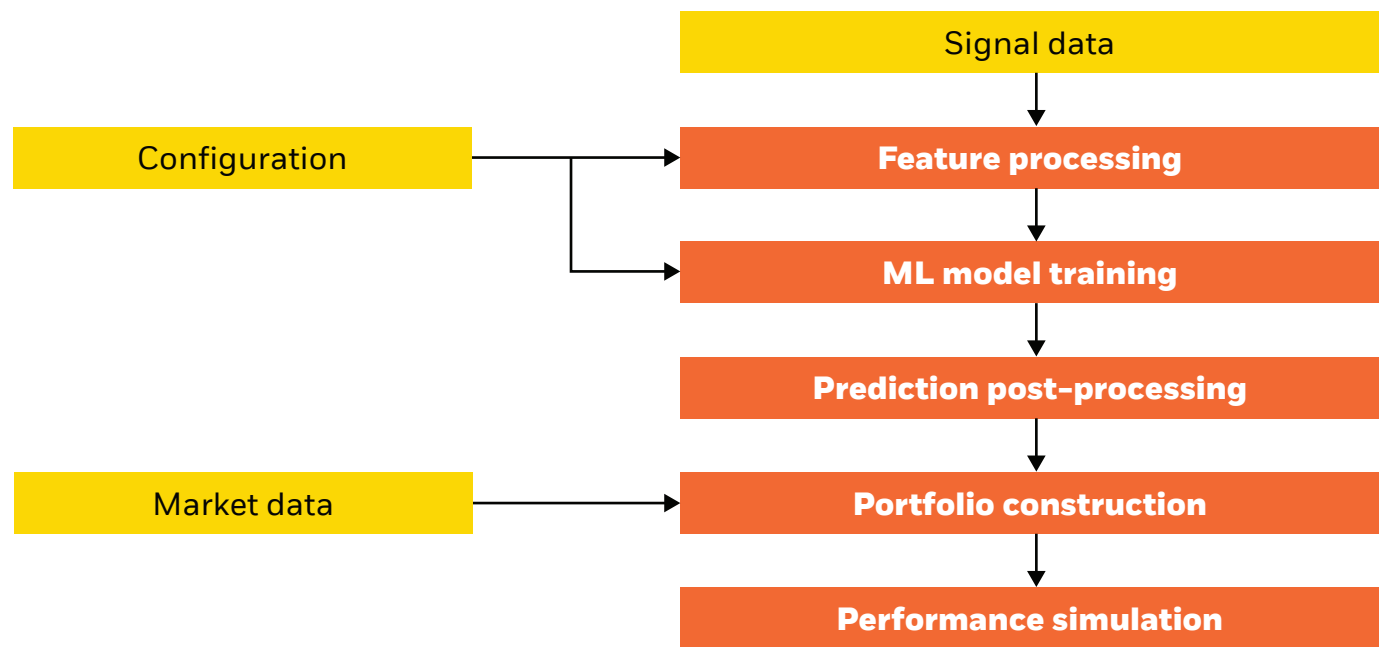 Signal data
Configuration
Feature processing
ML model training
Prediction post-processing
Market data
Portfolio construction
Performance simulation